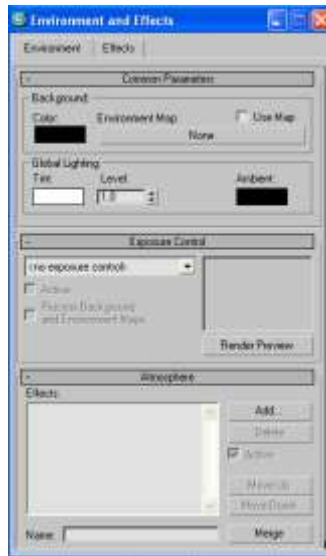 Environment and Effects
Environment Effects
- Common Parameters
Background:
Color: Environment Map: Use Map
None
Global Lighting:
Tint: Level: Ambient:
1.0
- Exposure Control
<no exposure control>
Active
Process Background
and Environment Maps
Render Preview
- Atmosphere
Effects:
Add...
Delete
Active
Move Up
Move Down
Name: Merge